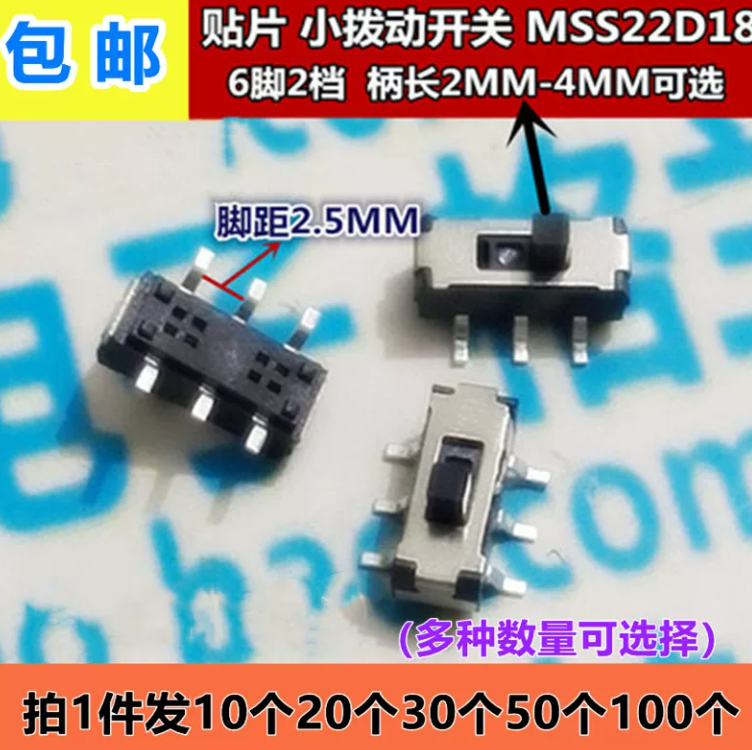 包邮
贴片 小拨动开关 MSS22D18
6脚2档 柄长2MM-4MM可选
脚距2.5MM
(多种数量可选择)
拍1件发10个20个30个50个100个